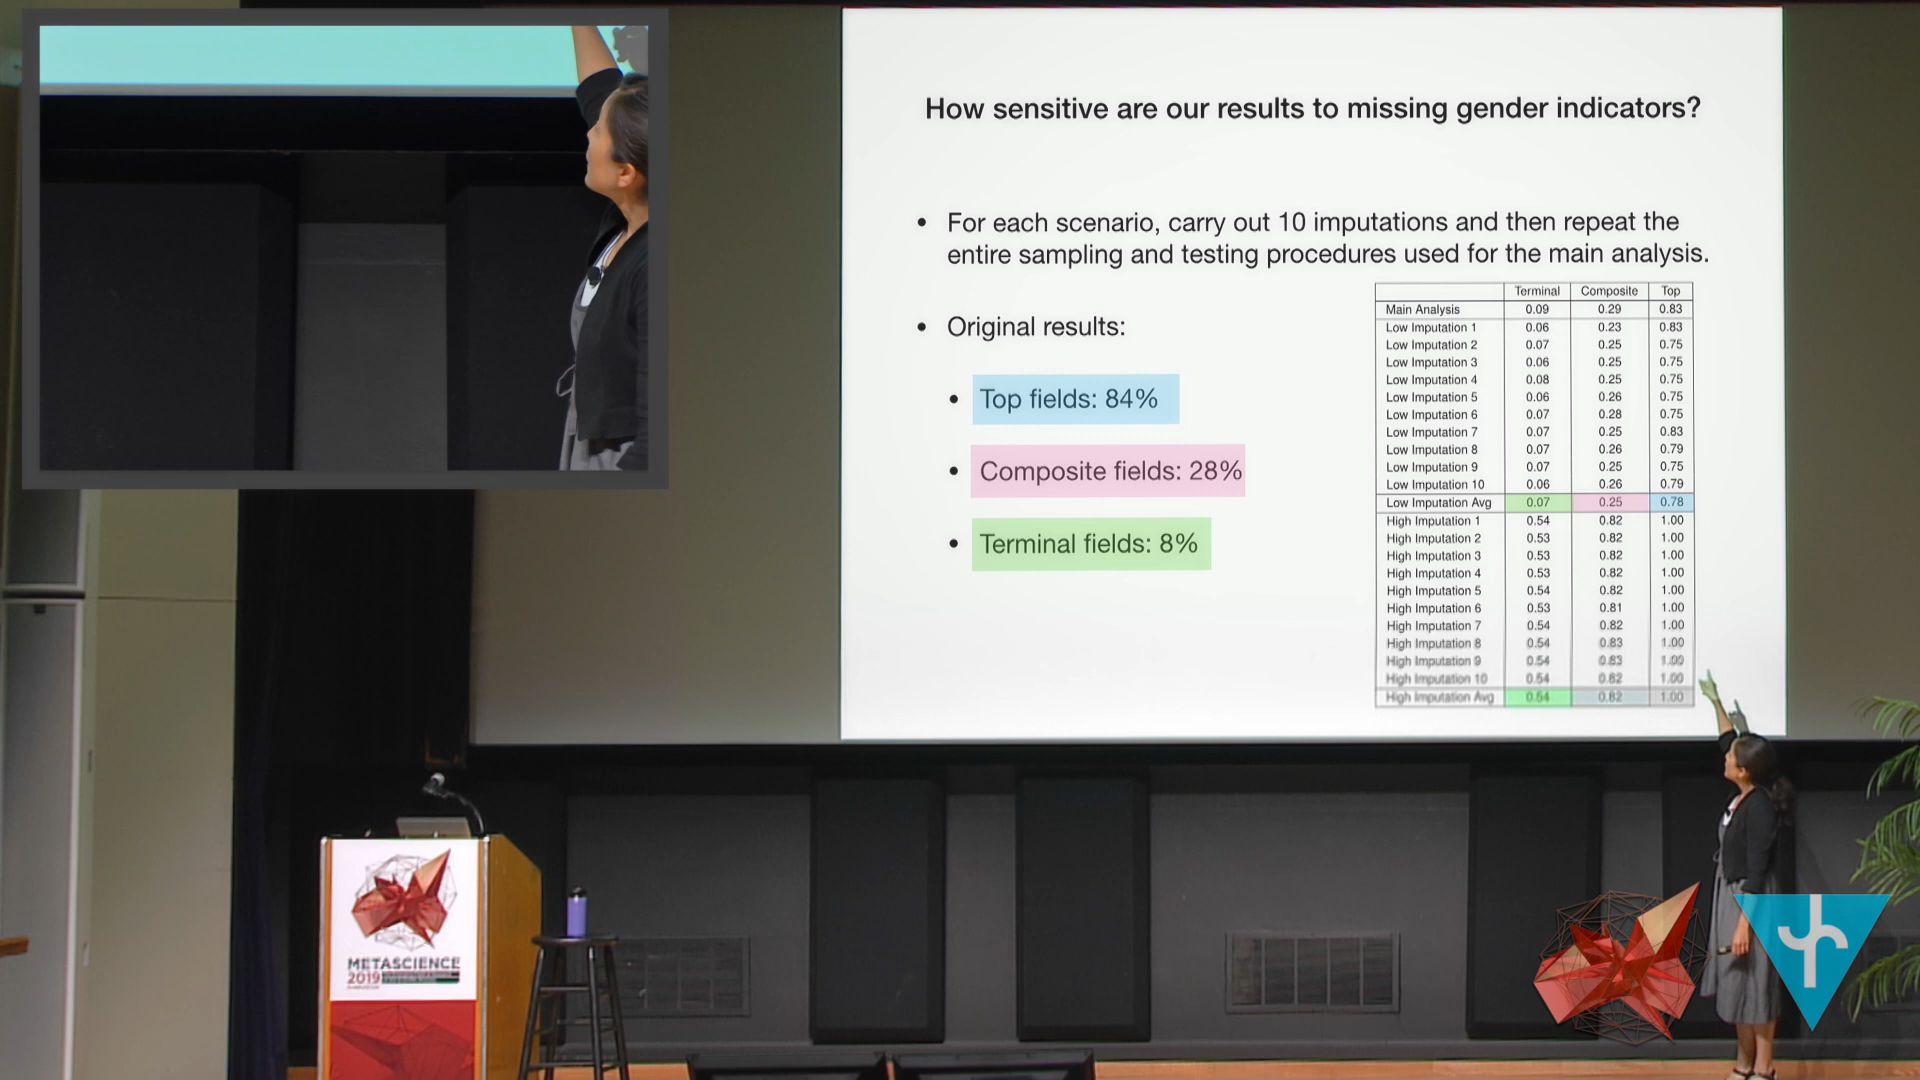 How sensitive are our results to missing gender indicators?
• For each scenario, carry out 10 imputations and then repeat the
entire sampling and testing procedures used for the main analysis.
• Original results:
• Top fields: 84%
• Composite fields: 28%
• Terminal fields: 8%
Terminal Composite Top
Main Analysis 0.09 0.29 0.83
Low Imputation 1 0.06 0.23 0.83
Low Imputation 2 0.07 0.25 0.75
Low Imputation 3 0.06 0.25 0.75
Low Imputation 4 0.08 0.25 0.75
Low Imputation 5 0.06 0.26 0.75
Low Imputation 6 0.07 0.28 0.75
Low Imputation 7 0.07 0.25 0.83
Low Imputation 8 0.07 0.26 0.79
Low Imputation 9 0.07 0.25 0.75
Low Imputation 10 0.06 0.26 0.79
Low Imputation Avg 0.07 0.25 0.78
High Imputation 1 0.54 0.82 1.00
High Imputation 2 0.53 0.82 1.00
High Imputation 3 0.53 0.82 1.00
High Imputation 4 0.53 0.82 1.00
High Imputation 5 0.54 0.82 1.00
High Imputation 6 0.53 0.81 1.00
High Imputation 7 0.54 0.82 1.00
High Imputation 8 0.54 0.83 1.00
High Imputation 9 0.54 0.83 1.00
High Imputation 10 0.54 0.82 1.00
High Imputation Avg 0.54 0.82 1.00
METASCIENCE
2019